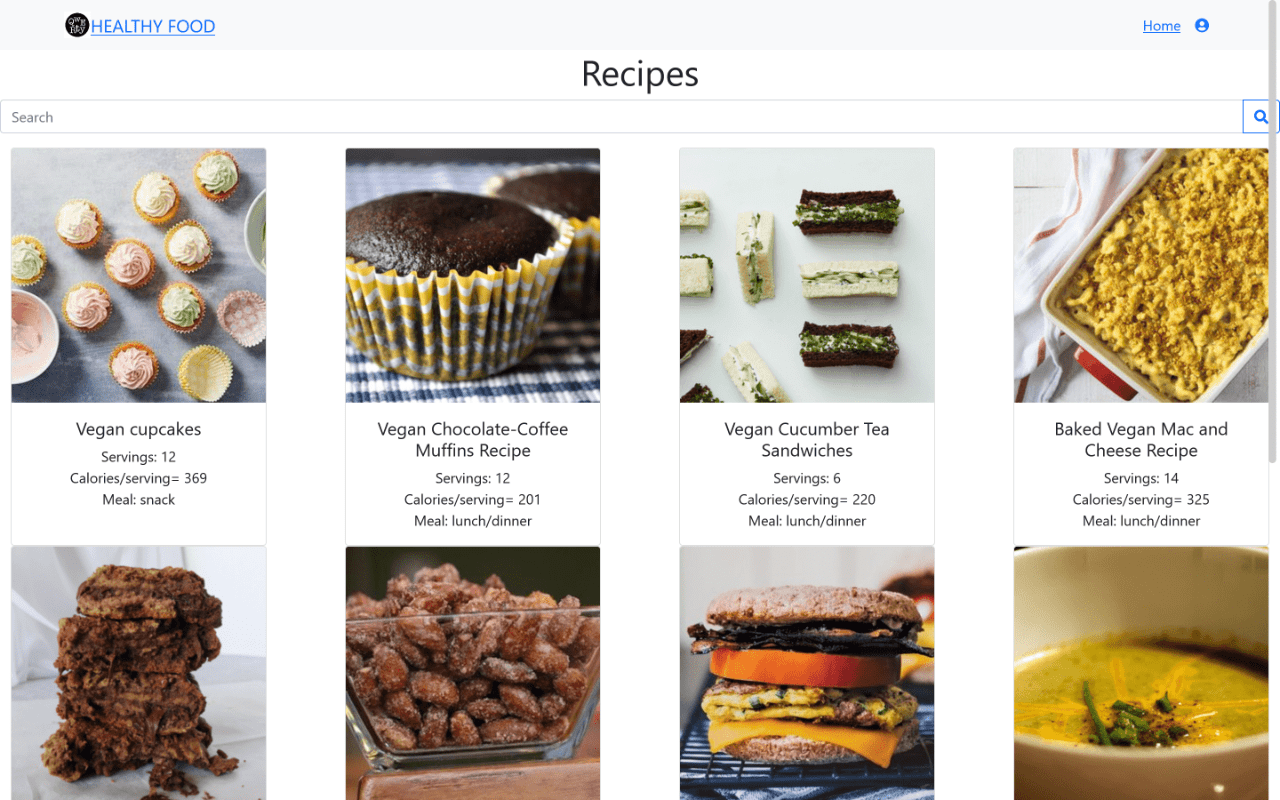 HEALTHY FOOD
Home
Recipes
Search
Vegan cupcakes
Servings: 12
Calories/serving= 369
Meal: snack
Vegan Chocolate-Coffee
Muffins Recipe
Servings: 12
Calories/serving= 201
Meal: lunch/dinner
Vegan Cucumber Tea
Sandwiches
Servings: 6
Calories/serving= 220
Meal: lunch/dinner
Baked Vegan Mac and
Cheese Recipe
Servings: 14
Calories/serving= 325
Meal: lunch/dinner